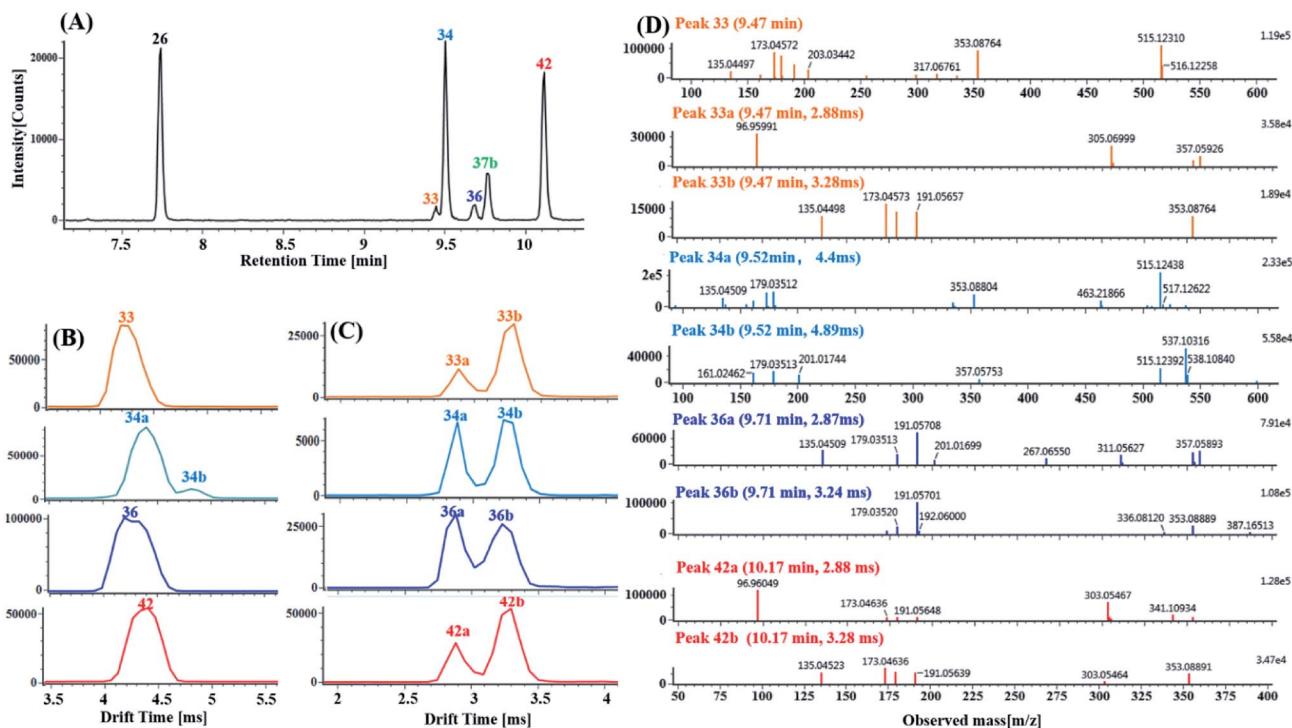 (A)
26
34
42
37b
36
33
20000
10000
0
Intensity[Counts]
7.5 8 8.5 9 9.5 10
Retention Time [min]
(B)
33
50000
0
34a
34b
50000
0
36
100000
0
42
50000
0
3.5 4 4.5 5 5.5
Drift Time [ms]
(C)
33a
33b
25000
0
34a
34b
5000
0
36a
36b
25000
0
42a
42b
50000
0
2 2.5 3 3.5 4
Drift Time [ms]
(D)
Peak 33 (9.47 min)
1.19e5
100000
0
135.04497
173.04572
203.03442
317.06761
353.08764
515.12310
516.12258
100 150 200 250 300 350 400 450 500 550 600
Peak 33a (9.47 min, 2.88ms)
3.58e4
30000
0
96.95991
305.06999
357.05926
Peak 33b (9.47 min, 3.28ms)
1.89e4
15000
0
135.04498
173.04573
191.05657
353.08764
Peak 34a (9.52min， 4.4ms)
2.33e5
2e5
0
135.04509
179.03512
353.08804
463.21866
515.12438
517.12622
Peak 34b (9.52 min, 4.89ms)
5.58e4
40000
0
161.02462
179.03513
201.01744
357.05753
515.12392
537.10316
538.10840
100 150 200 250 300 350 400 450 500 550 600
Peak 36a (9.71 min, 2.87ms)
7.91e4
60000
0
135.04509
179.03513
191.05708
201.01699
267.06550
311.05627
357.05893
Peak 36b (9.71 min, 3.24 ms)
1.08e5
100000
0
179.03520
191.05701
192.06000
336.08120
353.08889
387.16513
Peak 42a (10.17 min, 2.88 ms)
1.28e5
100000
0
96.96049
173.04636
191.05648
303.05467
341.10934
Peak 42b (10.17 min, 3.28 ms)
3.47e4
0
135.04523
173.04636
191.05639
303.05464
353.08891
50 100 150 200 250 300 350 400
Observed mass[m/z]